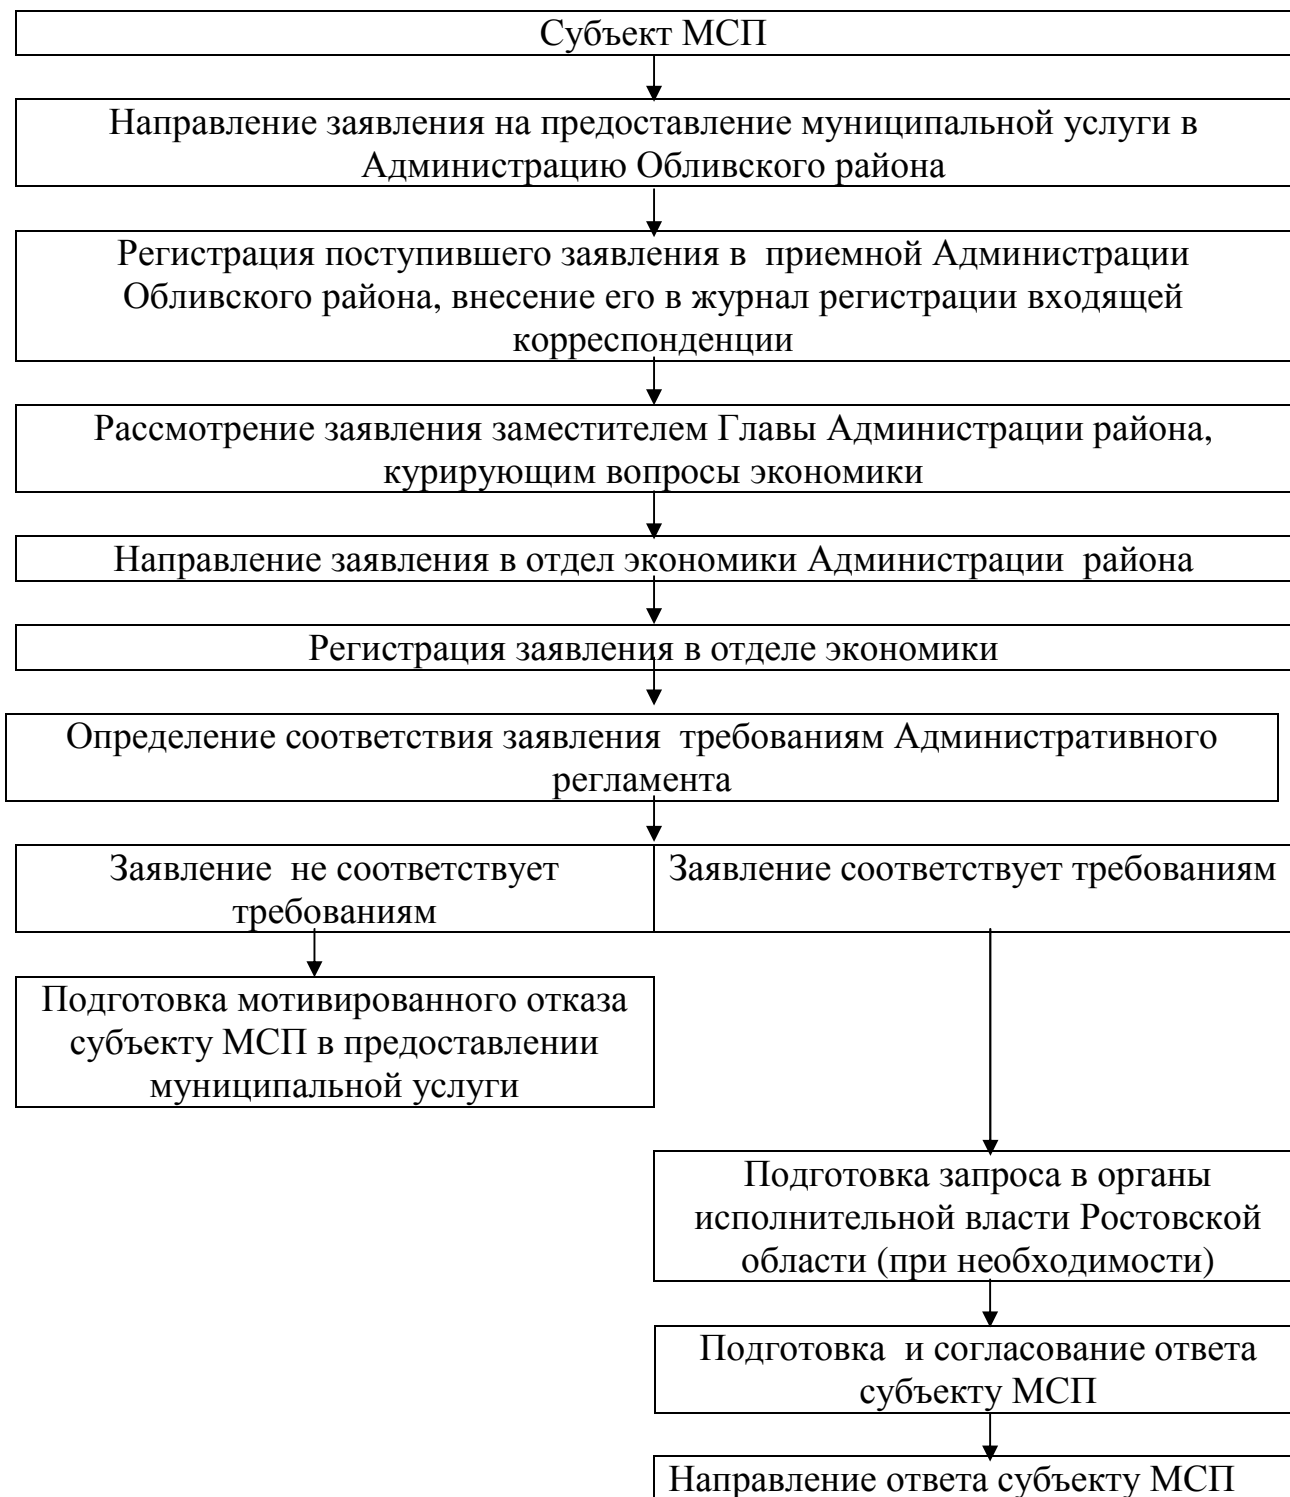 Субъект МСП
Направление заявления на предоставление муниципальной услуги в
Администрацию Обливского района
Регистрация поступившего заявления в приемной Администрации
Обливского района, внесение его в журнал регистрации входящей
корреспонденции
Рассмотрение заявления заместителем Главы Администрации района,
курирующим вопросы экономики
Направление заявления в отдел экономики Администрации района
Регистрация заявления в отделе экономики
Определение соответствия заявления требованиям Административного
регламента
Заявление не соответствует
требованиям
Заявление соответствует требованиям
Подготовка мотивированного отказа
субъекту МСП в предоставлении
муниципальной услуги
Подготовка запроса в органы
исполнительной власти Ростовской
области (при необходимости)
Подготовка и согласование ответа
субъекту МСП
Направление ответа субъекту МСП